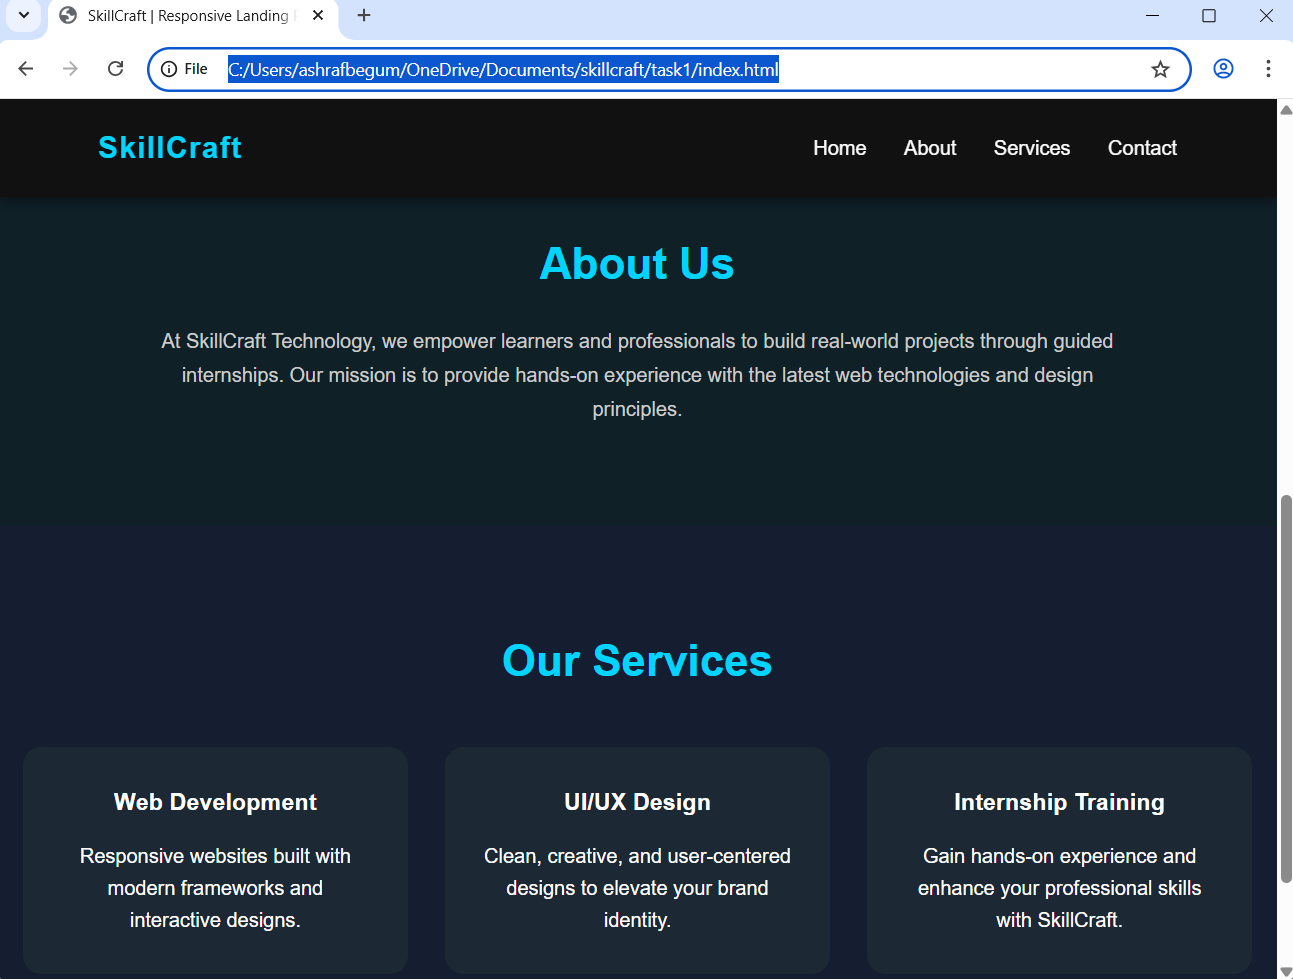 SkillCraft | Responsive Landing
File C:/Users/ashrafbegum/OneDrive/Documents/skillcraft/task1/index.html
SkillCraft Home About Services Contact
About Us
At SkillCraft Technology, we empower learners and professionals to build real-world projects through guided
internships. Our mission is to provide hands-on experience with the latest web technologies and design
principles.
Our Services
Web Development
Responsive websites built with
modern frameworks and
interactive designs.
UI/UX Design
Clean, creative, and user-centered
designs to elevate your brand
identity.
Internship Training
Gain hands-on experience and
enhance your professional skills
with SkillCraft.